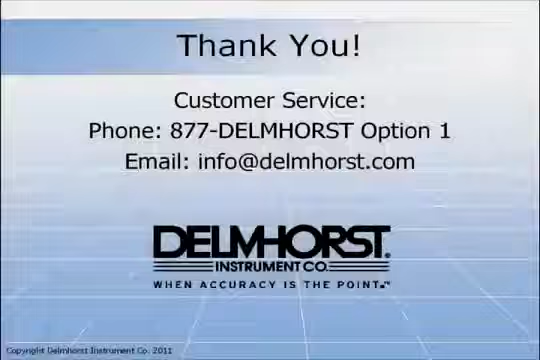 Thank You!
Customer Service:
Phone: 877-DELMHORST Option 1
Email: info@delmhorst.com
DELMHORST®
INSTRUMENT CO.
WHEN ACCURACY IS THE POINT.™
Copyright Delmhorst Instrument Co. 2011